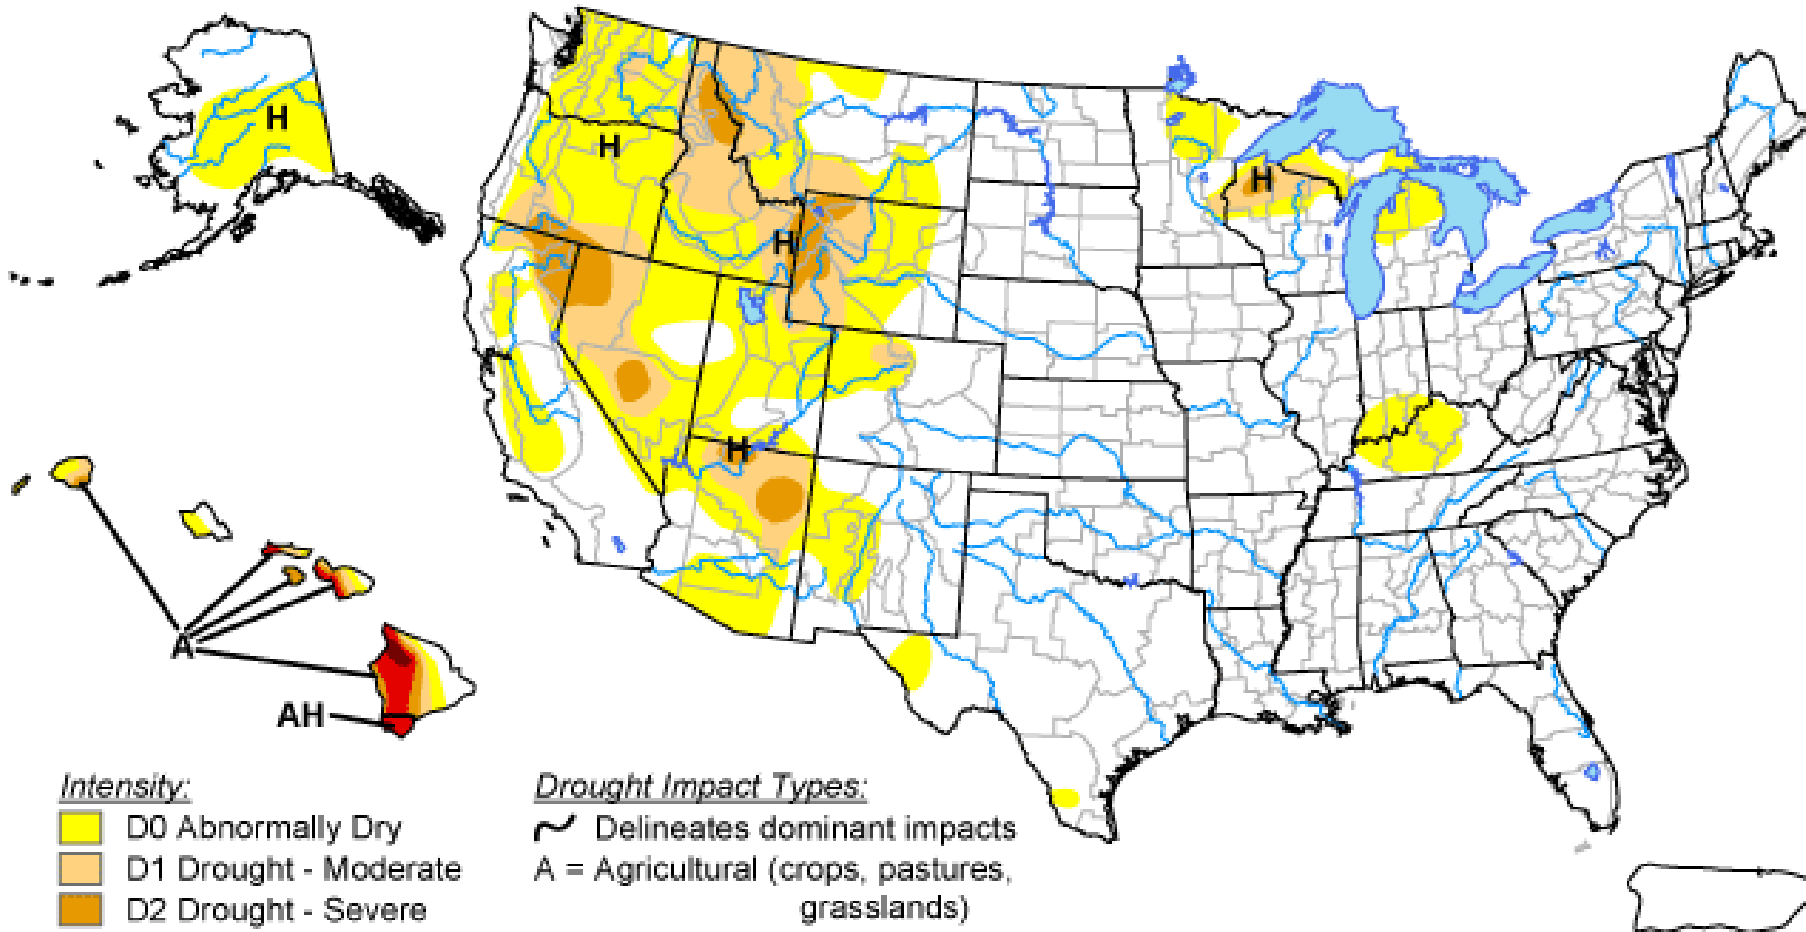 H
H
H
H
H
A
AH
Intensity:
D0 Abnormally Dry
D1 Drought - Moderate
D2 Drought - Severe
Drought Impact Types:
Delineates dominant impacts
A = Agricultural (crops, pastures,
grasslands)